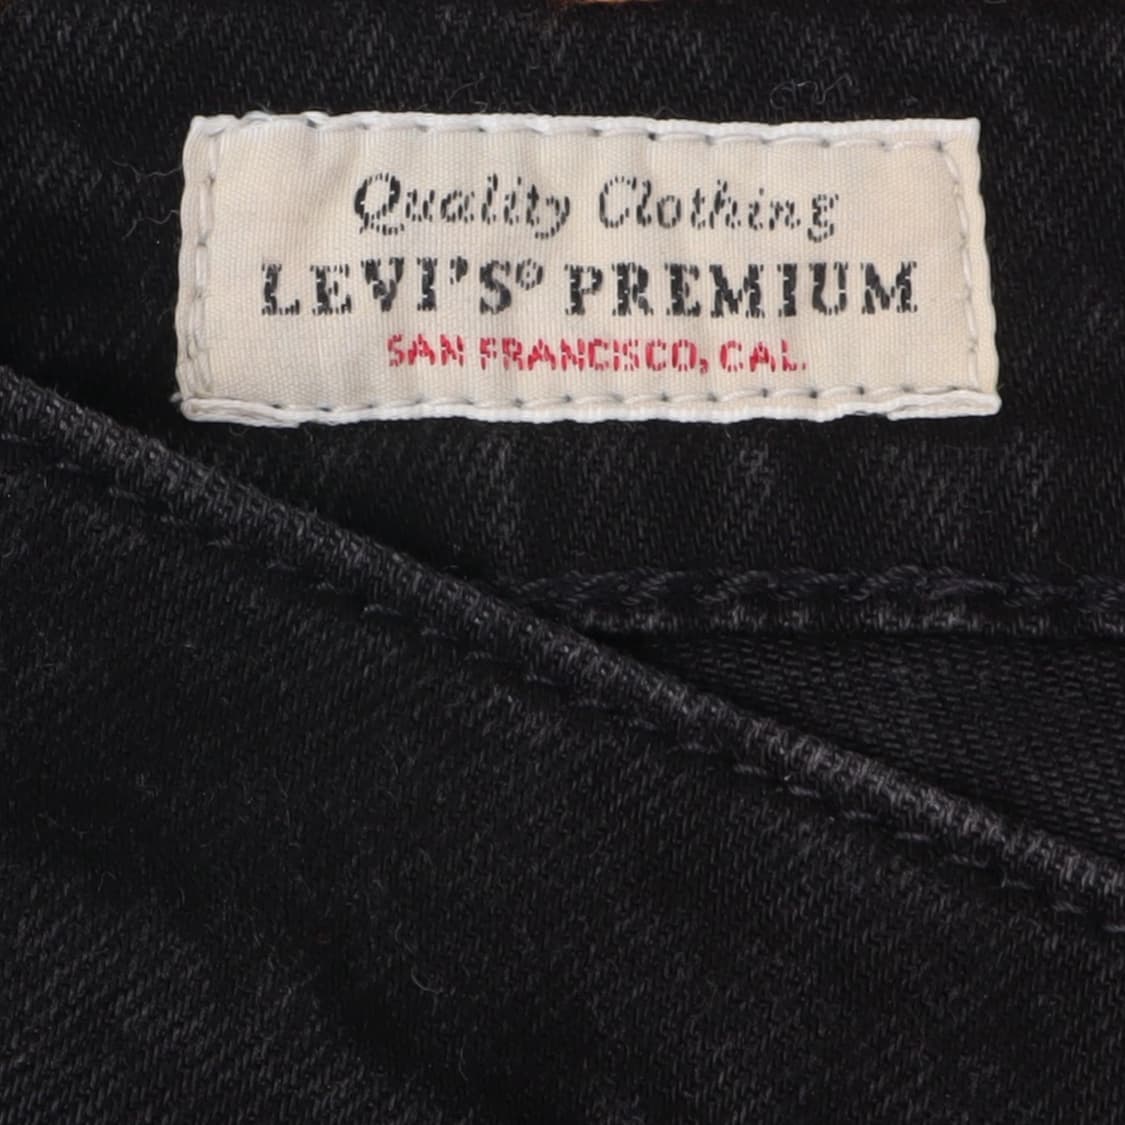 Quality Clothing
LEVI'S® PREMIUM
SAN FRANCISCO, CAL.